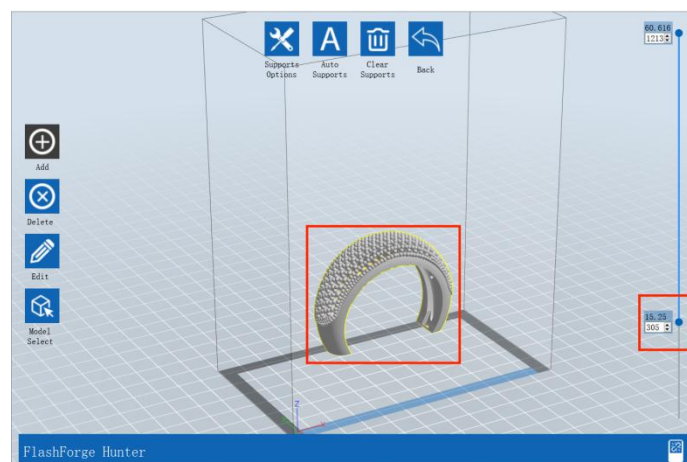 60.616
1213
Supports
Options
Auto
Supports
Clear
Supports
Back
Add
Delete
Edit
Model
Select
15.25
305
Z
FlashForge Hunter